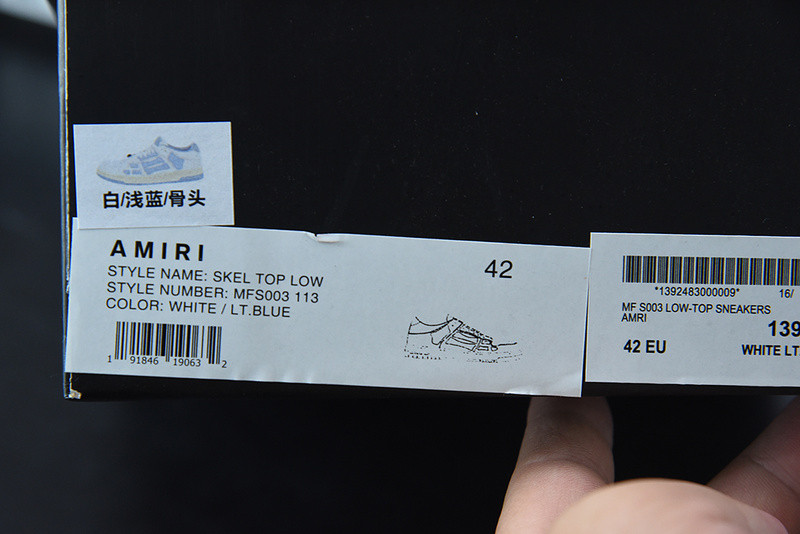 白/浅蓝/骨头
AMIRI
STYLE NAME: SKEL TOP LOW
STYLE NUMBER: MFS003 113
COLOR: WHITE / LT.BLUE
1 91846 19063 2
42
*1392483000009*
16/
MF S003 LOW-TOP SNEAKERS
AMRI
139
42 EU
WHITE LT